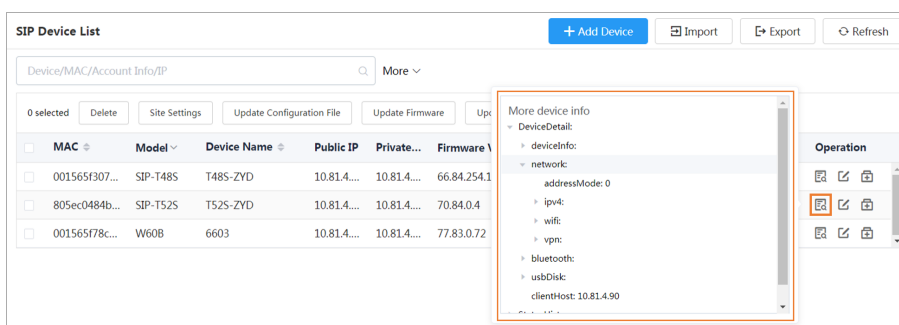 SIP Device List
Add Device
Import
Export
Refresh
Device/MAC/Account Info/IP
More
0 selected
Delete
Site Settings
Update Configuration File
Update Firmware
More device info
DeviceDetail:
deviceInfo:
network:
addressMode: 0
ipv4:
wifi:
vpn:
bluetooth:
usbDisk:
clientHost: 10.81.4.90
MAC Model Device Name Public IP Private... Firmware V Operation
001565f307... SIP-T48S T48S-ZYD 10.81.4.... 10.81.4.... 66.84.254.1
805ec0484b... SIP-T52S T52S-ZYD 10.81.4.... 10.81.4.... 70.84.0.4
001565f78c... W60B 6603 10.81.4.... 10.81.4.... 77.83.0.72